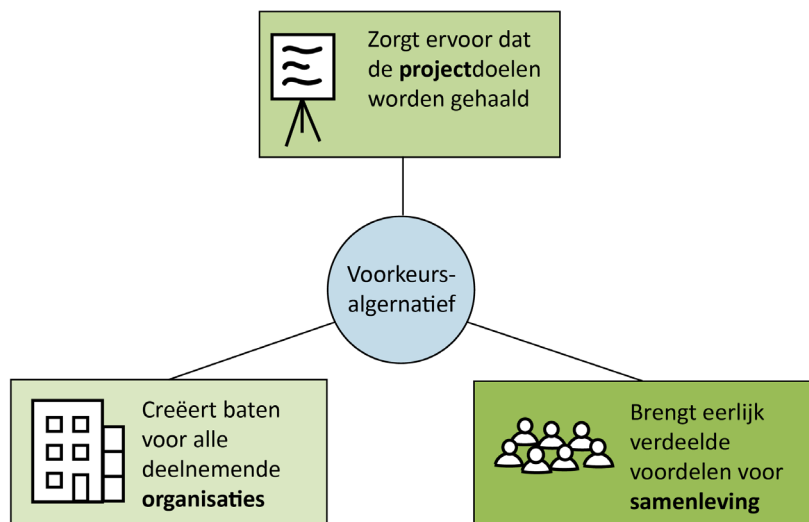 Zorgt ervoor dat
de projectdoelen
worden gehaald
Voorkeurs-
algernatief
Creëert baten
voor alle
deelnemende
organisaties
Brengt eerlijk
verdeelde
voordelen voor
samenleving